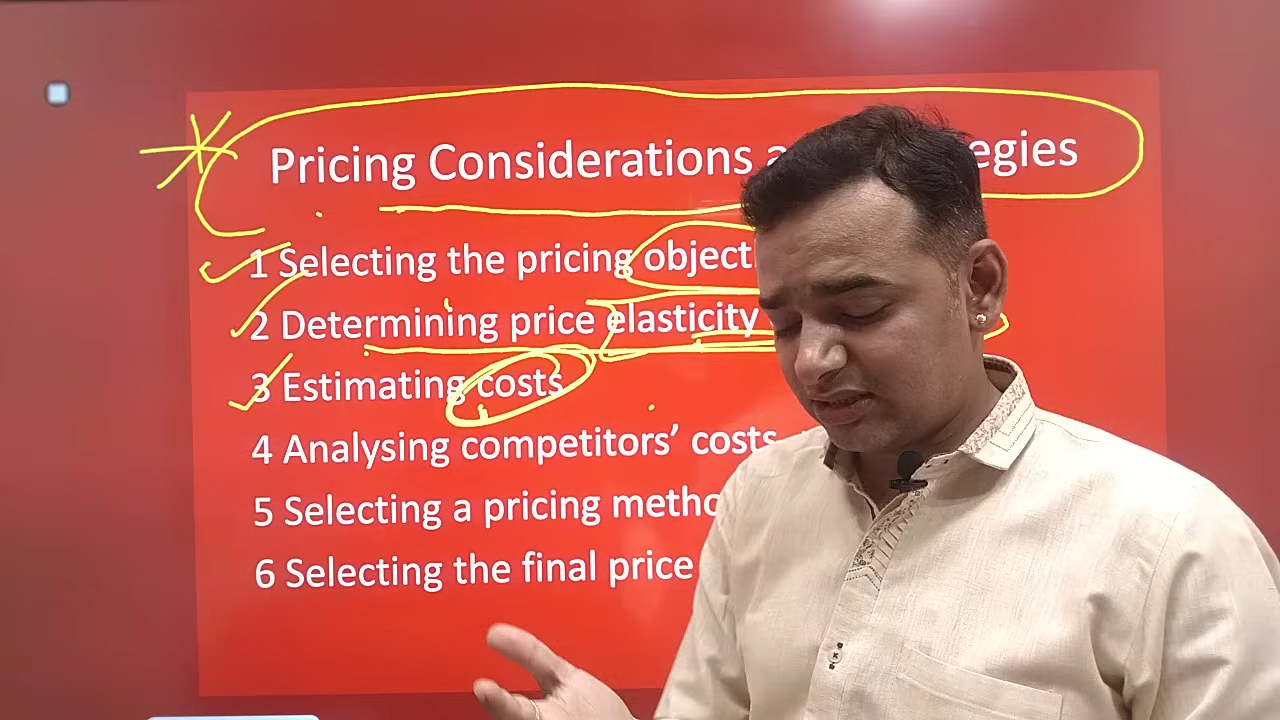 Pricing Considerations a egies
1 Selecting the pricing object
2 Determining price elasticity
3 Estimating costs
4 Analysing competitors’ costs
5 Selecting a pricing metho
6 Selecting the final price